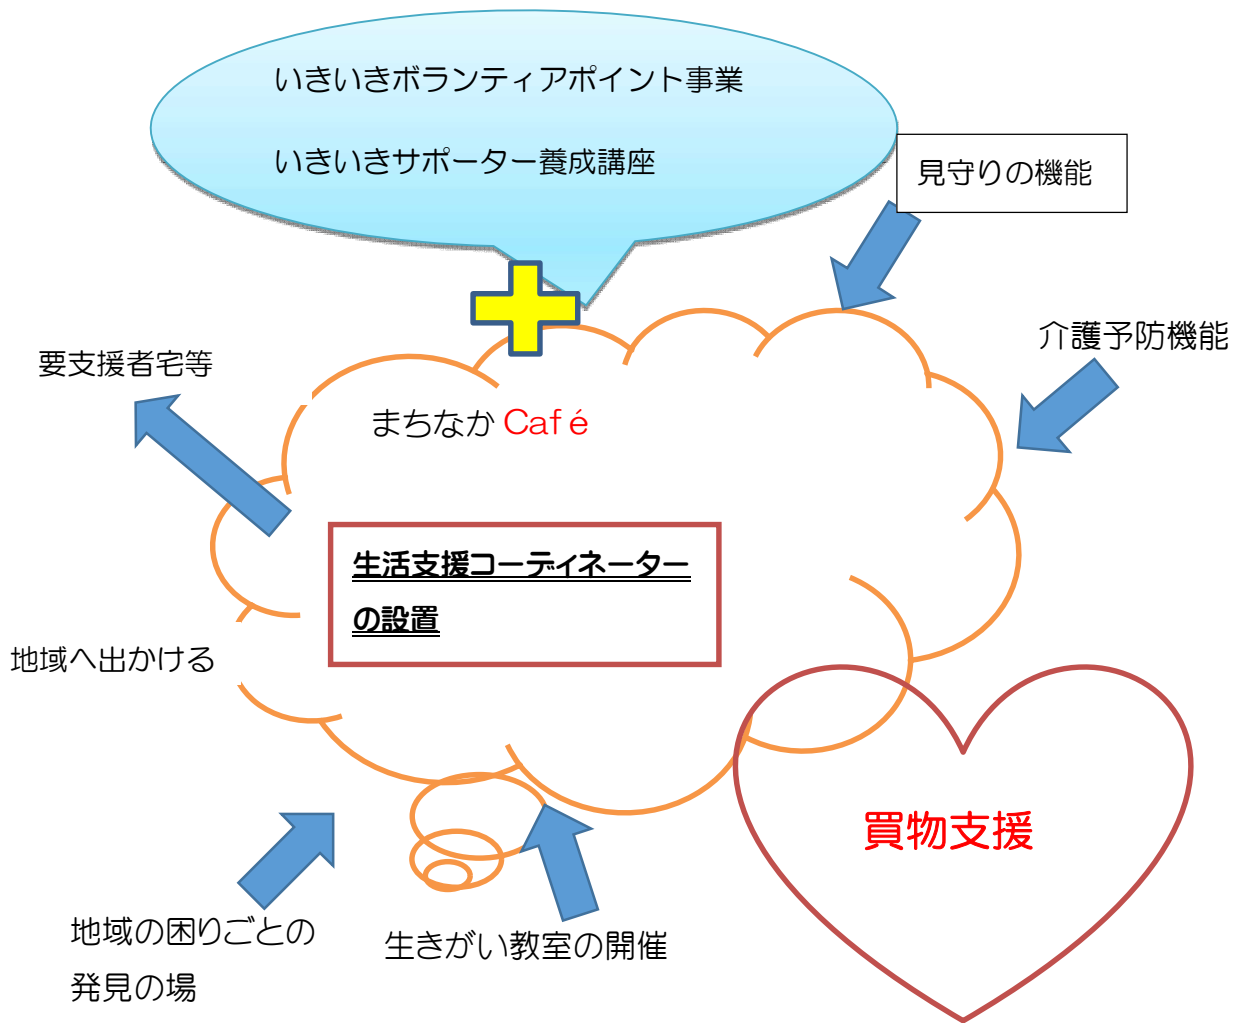 いきいきボランティアポイント事業
いきいきサポーター養成講座
見守りの機能
介護予防機能
要支援者宅等
まちなか Café
生活支援コーディネーター
の設置
地域へ出かける
買物支援
地域の困りごとの
発見の場
生きがい教室の開催